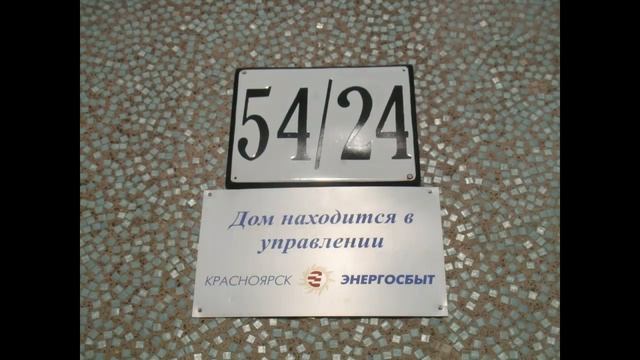 54/24
Дом находится в
управлении
КРАСНОЯРСК ЭНЕРГОСБЫТ